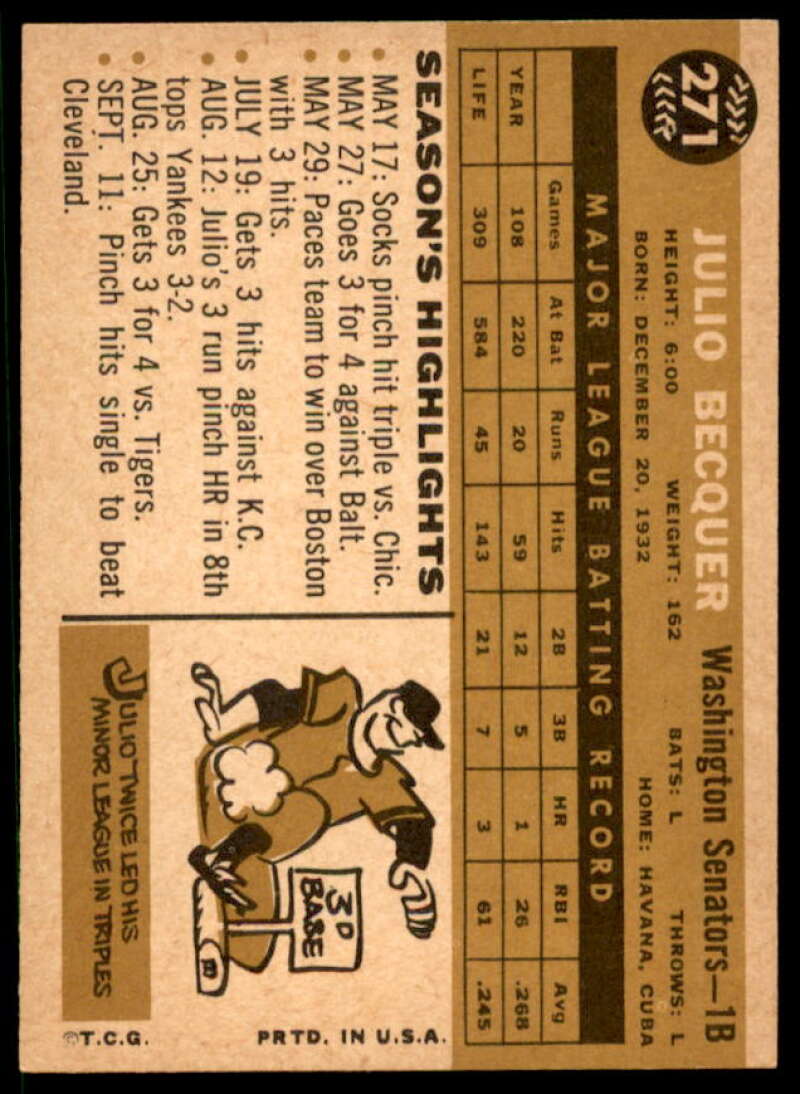 271
JULIO BECQUER Washington Senators—1B
HEIGHT: 6:00 WEIGHT: 162 BATS: L THROWS: L
BORN: DECEMBER 20, 1932 HOME: HAVANA, CUBA
MAJOR LEAGUE BATTING RECORD
Games At Bat Runs Hits 2B 3B HR RBI Avg
YEAR 108 220 20 59 12 5 1 26 .268
LIFE 309 584 45 143 21 7 3 61 .245
SEASON'S HIGHLIGHTS
• MAY 17: Socks pinch hit triple vs. Chic.
• MAY 27: Goes 3 for 4 against Balt.
• MAY 29: Paces team to win over Boston
with 3 hits.
• JULY 19: Gets 3 hits against K.C.
• AUG. 12: Julio's 3 run pinch HR in 8th
tops Yankees 3-2.
• AUG. 25: Gets 3 for 4 vs. Tigers.
• SEPT. 11: Pinch hits single to beat
Cleveland.
3D
BASE
JULIO TWICE LED HIS
MINOR LEAGUE IN TRIPLES
PRTD. IN U.S.A.
©T.C.G.